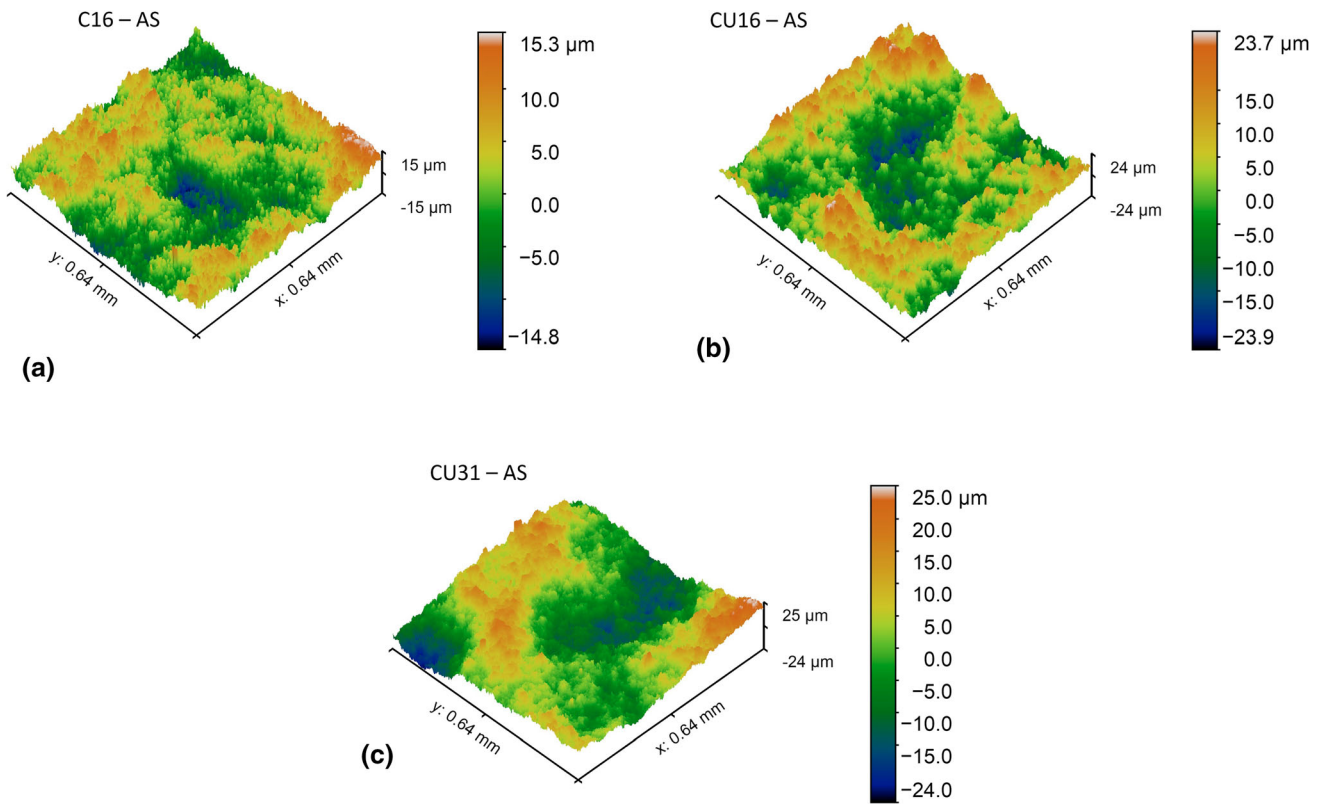 C16 – AS
15.3 µm
10.0
5.0
0.0
−5.0
−14.8
15 µm
-15 µm
y: 0.64 mm
x: 0.64 mm
(a)
CU16 – AS
23.7 µm
15.0
10.0
5.0
0.0
−5.0
−10.0
−15.0
−23.9
24 µm
-24 µm
y: 0.64 mm
x: 0.64 mm
(b)
CU31 – AS
25.0 µm
20.0
15.0
10.0
5.0
0.0
−5.0
−10.0
−15.0
−24.0
25 µm
-24 µm
y: 0.64 mm
x: 0.64 mm
(c)